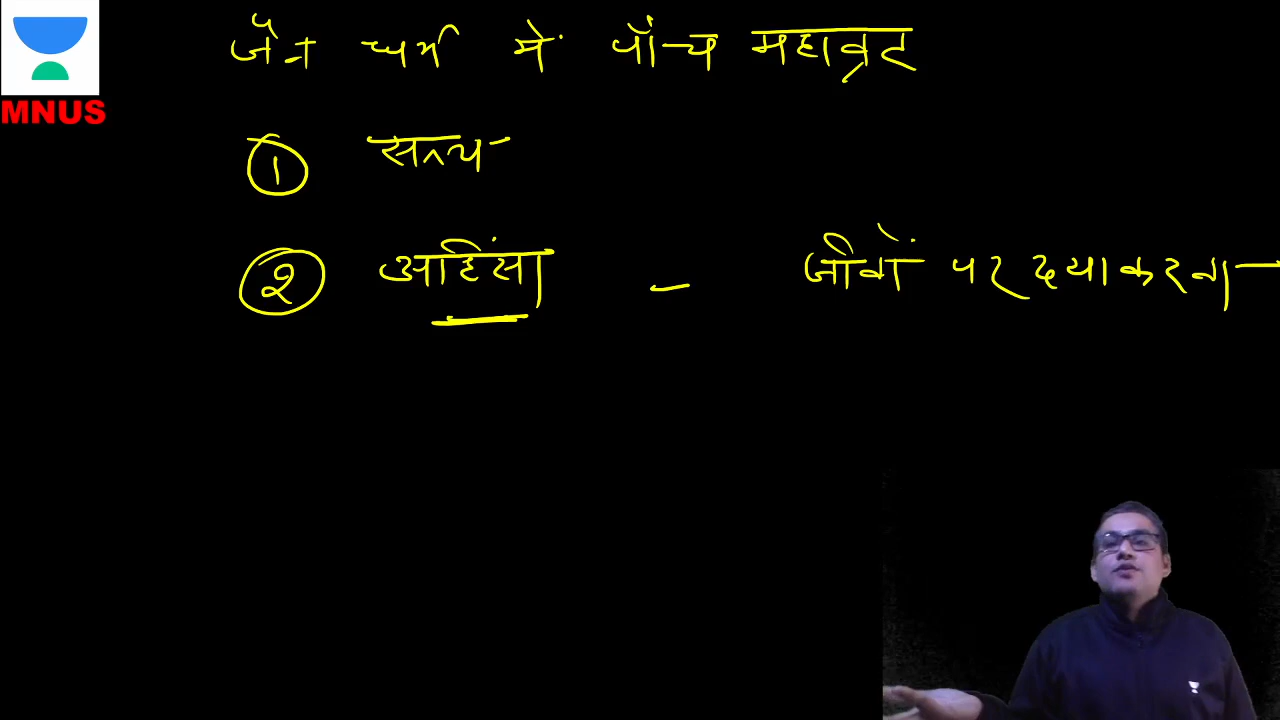 MNUS
जैन धर्म में पाँच महाव्रत
① सत्य
② अहिंसा - जीवों पर दया करना -